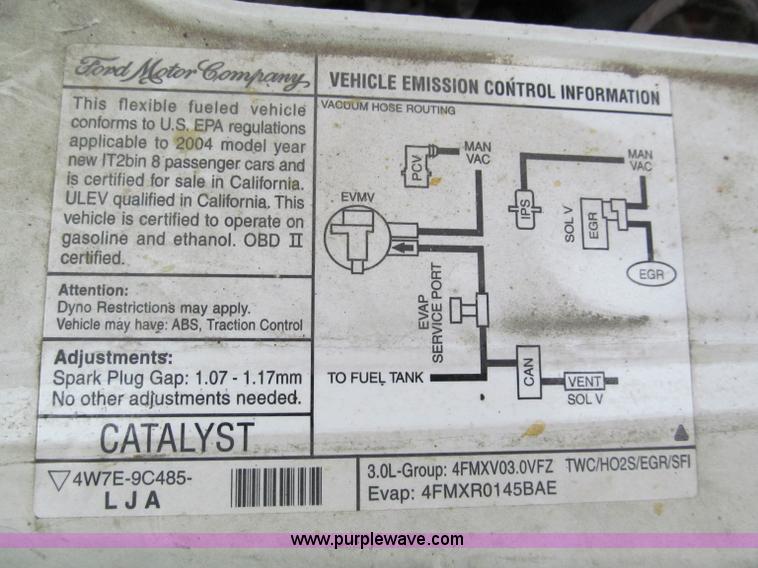 Ford Motor Company
This flexible fueled vehicle
conforms to U.S. EPA regulations
applicable to 2004 model year
new IT2bin 8 passenger cars and
is certified for sale in California.
ULEV qualified in California. This
vehicle is certified to operate on
gasoline and ethanol. OBD II
certified.
Attention:
Dyno Restrictions may apply.
Vehicle may have: ABS, Traction Control
Adjustments:
Spark Plug Gap: 1.07 - 1.17mm
No other adjustments needed.
CATALYST
VEHICLE EMISSION CONTROL INFORMATION
VACUUM HOSE ROUTING
PCV
MAN
VAC
EVMV
IPS
MAN
VAC
SOL V
EGR
EGR
EVAP
SERVICE PORT
TO FUEL TANK
CAN
VENT
SOL V
4W7E-9C485-
LJA
3.0L-Group: 4FMXV03.0VFZ TWC/HO2S/EGR/SFI
Evap: 4FMXR0145BAE
www.purplewave.com